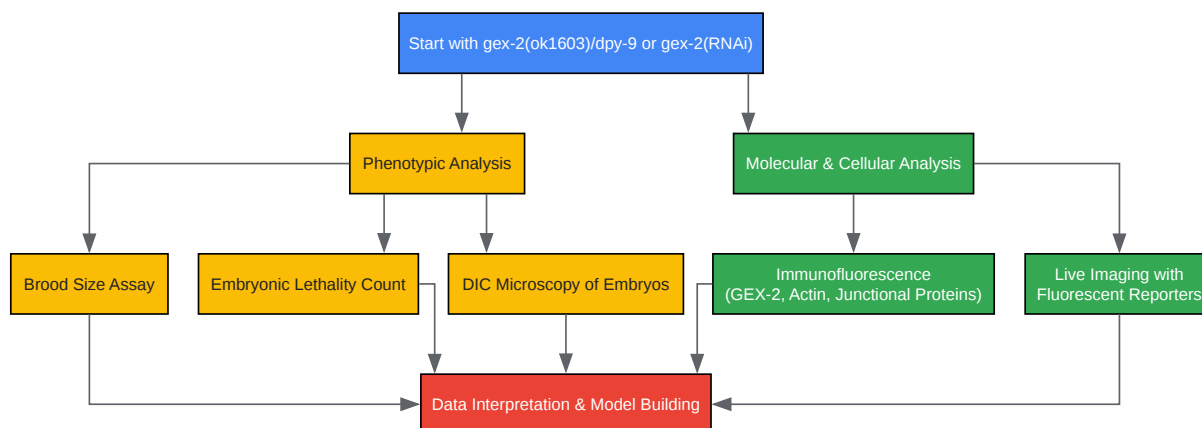 Start with gex-2(ok1603)/dpy-9 or gex-2(RNAi)
Phenotypic Analysis
Molecular & Cellular Analysis
Brood Size Assay
Embryonic Lethality Count
DIC Microscopy of Embryos
Immunofluorescence
(GEX-2, Actin, Junctional Proteins)
Live Imaging with
Fluorescent Reporters
Data Interpretation & Model Building